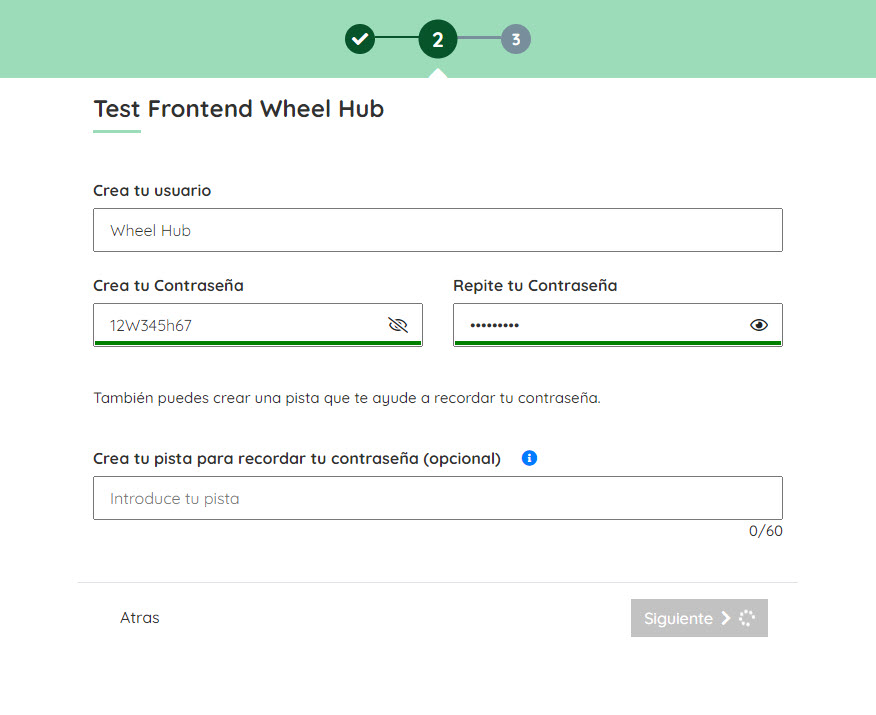 2 3
Test Frontend Wheel Hub
Crea tu usuario
Wheel Hub
Crea tu Contraseña Repite tu Contraseña
12W345h67 •••••••••
También puedes crear una pista que te ayude a recordar tu contraseña.
Crea tu pista para recordar tu contraseña (opcional)
Introduce tu pista
0/60
Atras Siguiente